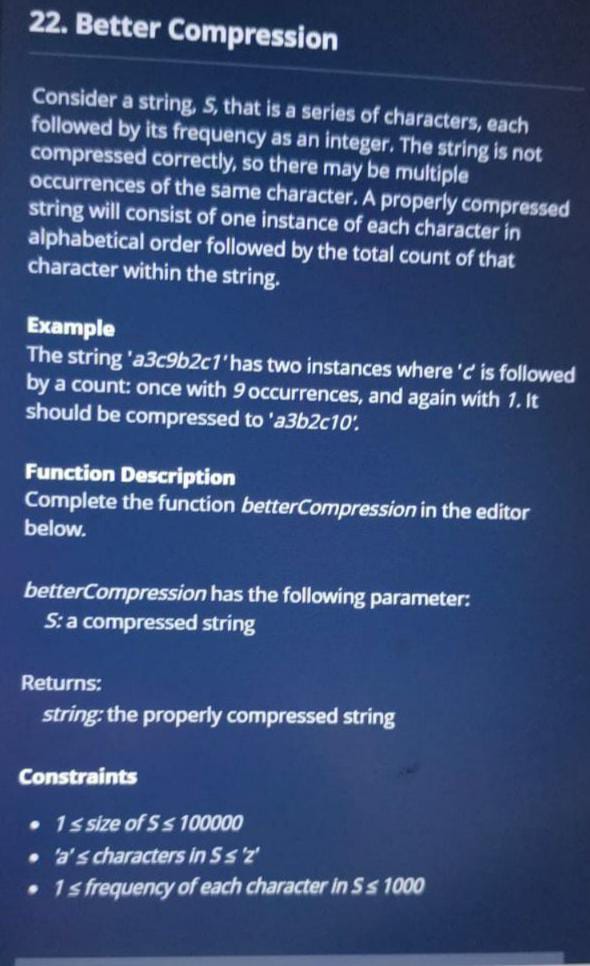 22. Better Compression
Consider a string, S, that is a series of characters, each
followed by its frequency as an integer. The string is not
compressed correctly, so there may be multiple
occurrences of the same character. A properly compressed
string will consist of one instance of each character in
alphabetical order followed by the total count of that
character within the string.
Example
The string 'a3c9b2c1' has two instances where 'c' is followed
by a count: once with 9 occurrences, and again with 1. It
should be compressed to 'a3b2c10'.
Function Description
Complete the function betterCompression in the editor
below.
betterCompression has the following parameter:
S: a compressed string
Returns:
string: the properly compressed string
Constraints
• 1 ≤ size of S ≤ 100000
• 'a' ≤ characters in S ≤ 'z'
• 1 ≤ frequency of each character in S ≤ 1000